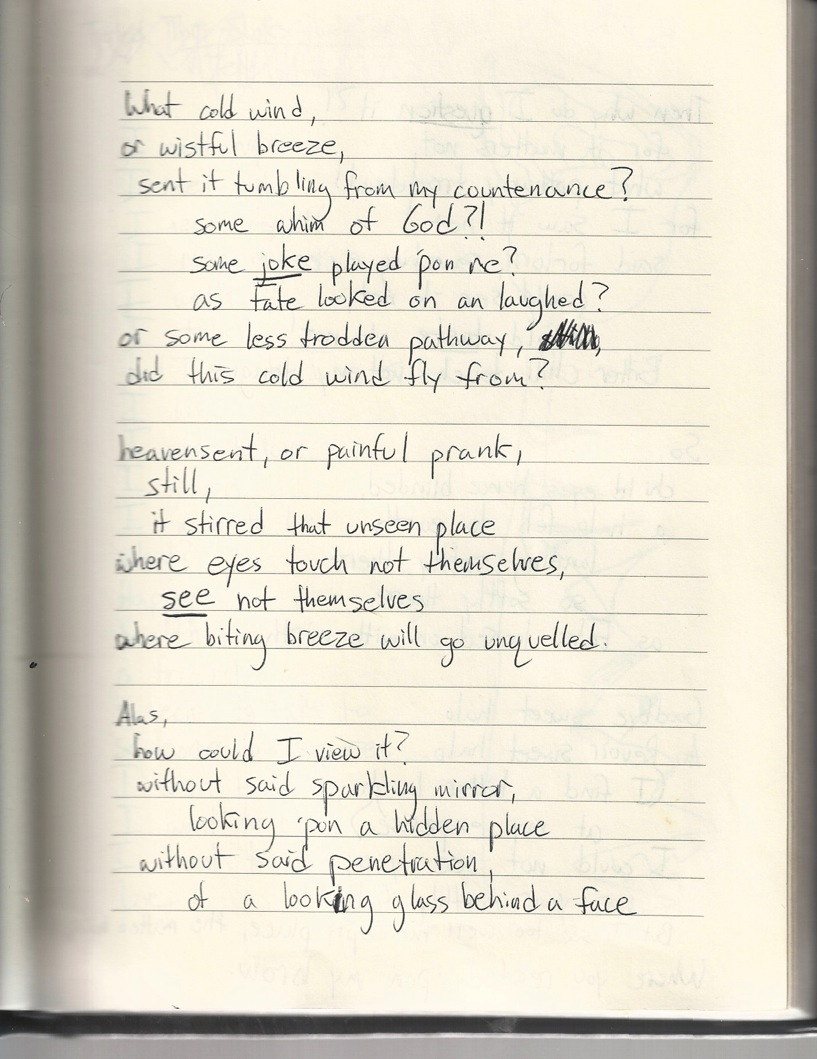 What cold wind,
or wistful breeze,
sent it tumbling from my countenance?
some whim of God?!
some joke played 'pon me?
as fate looked on an laughed?
or some less trodden pathway,
did this cold wind fly from?
heavensent, or painful prank,
still,
it stirred that unseen place
where eyes touch not themselves,
see not themselves
where biting breeze will go unquelled.
Alas,
how could I view it?
without said sparkling mirror,
looking 'pon a hidden place
without said penetration,
of a looking glass behind a face